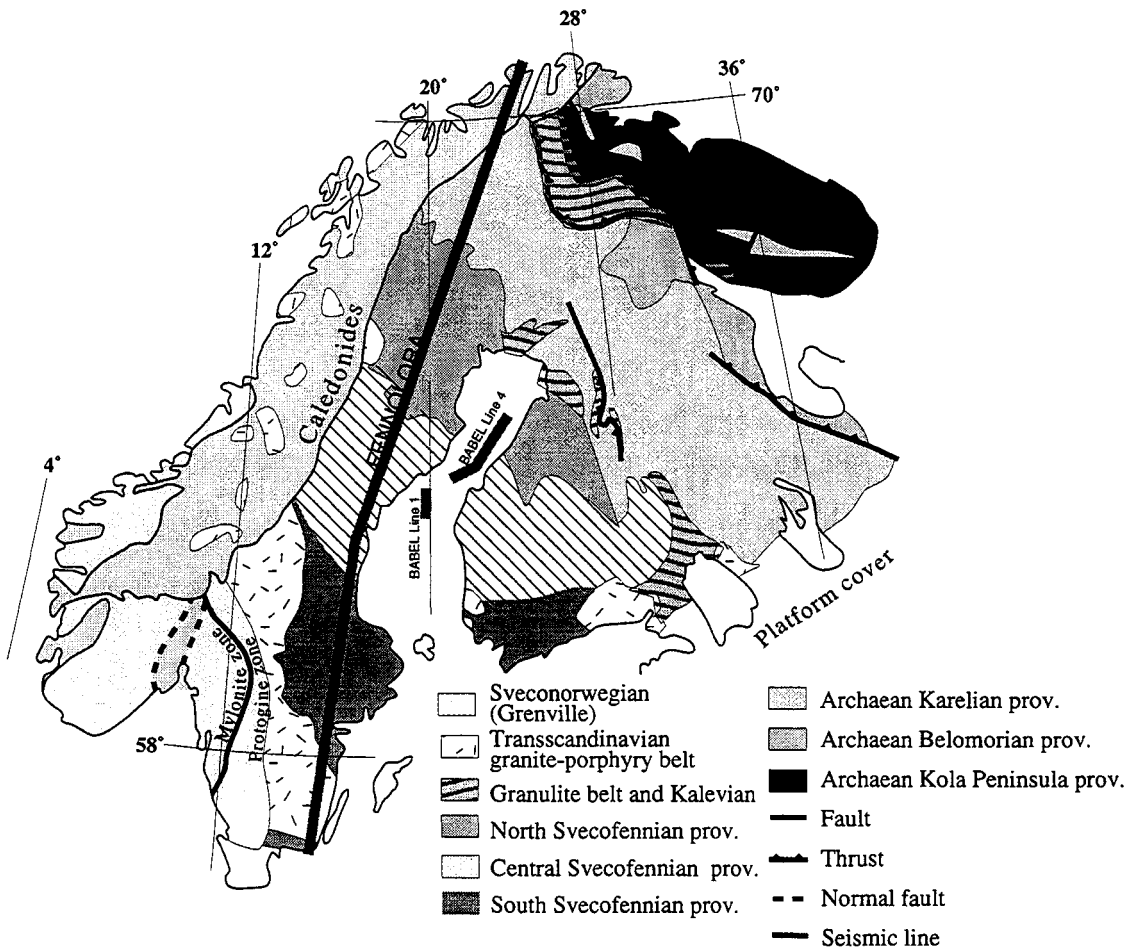 28°
36°
20°
70°
12°
Caledonides
FENNOLORA
BABEL Line 4
4°
BABEL Line 1
Platform cover
Mylonite zone
Protogine zone
58°
Sveconorwegian
(Grenville)
Transscandinavian
granite-porphyry belt
Granulite belt and Kalevian
North Svecofennian prov.
Central Svecofennian prov.
South Svecofennian prov.
Archaean Karelian prov.
Archaean Belomorian prov.
Archaean Kola Peninsula prov.
Fault
Thrust
Normal fault
Seismic line